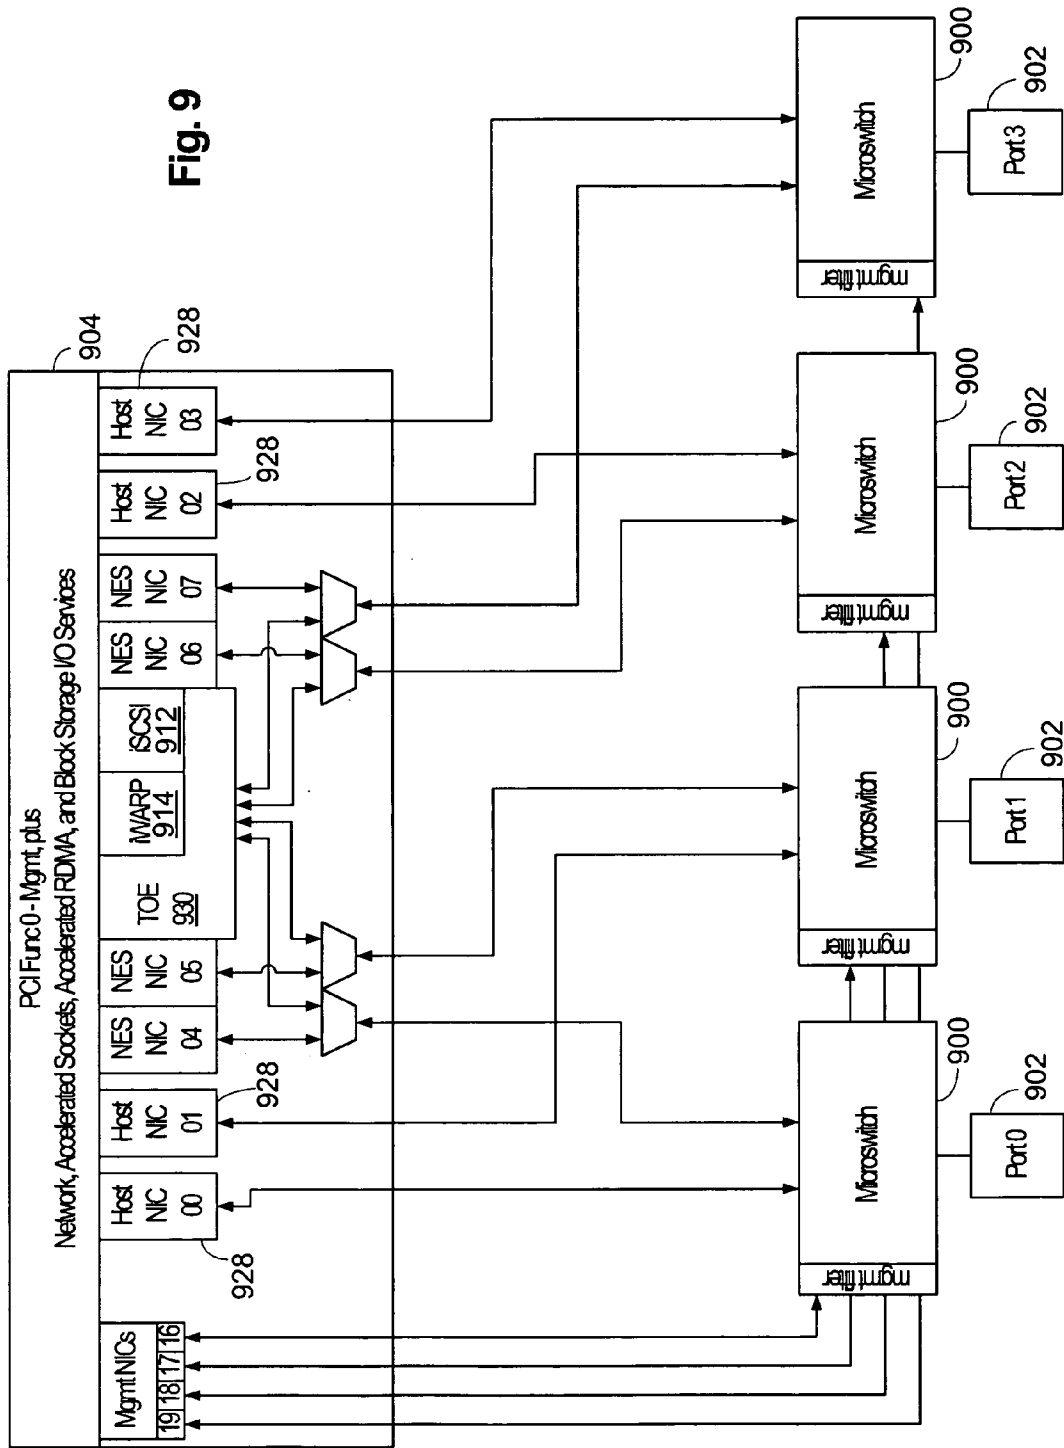 PCI Func 0 - Mgmt, plus
Network, Accelerated Sockets, Accelerated RDMA, and Block Storage I/O Services
904
Mgmt NICs
19 18 17 16
Host
NIC
00
928
Host
NIC
01
928
NES
NIC
04
NES
NIC
05
TOE
930
iWARP
914
iSCSI
912
NES
NIC
06
NES
NIC
07
Host
NIC
02
928
Host
NIC
03
928
Fig. 9
mgmt filter
Microswitch
900
mgmt filter
Microswitch
900
mgmt filter
Microswitch
900
mgmt filter
Microswitch
900
Port 0
902
Port 1
902
Port 2
902
Port 3
902